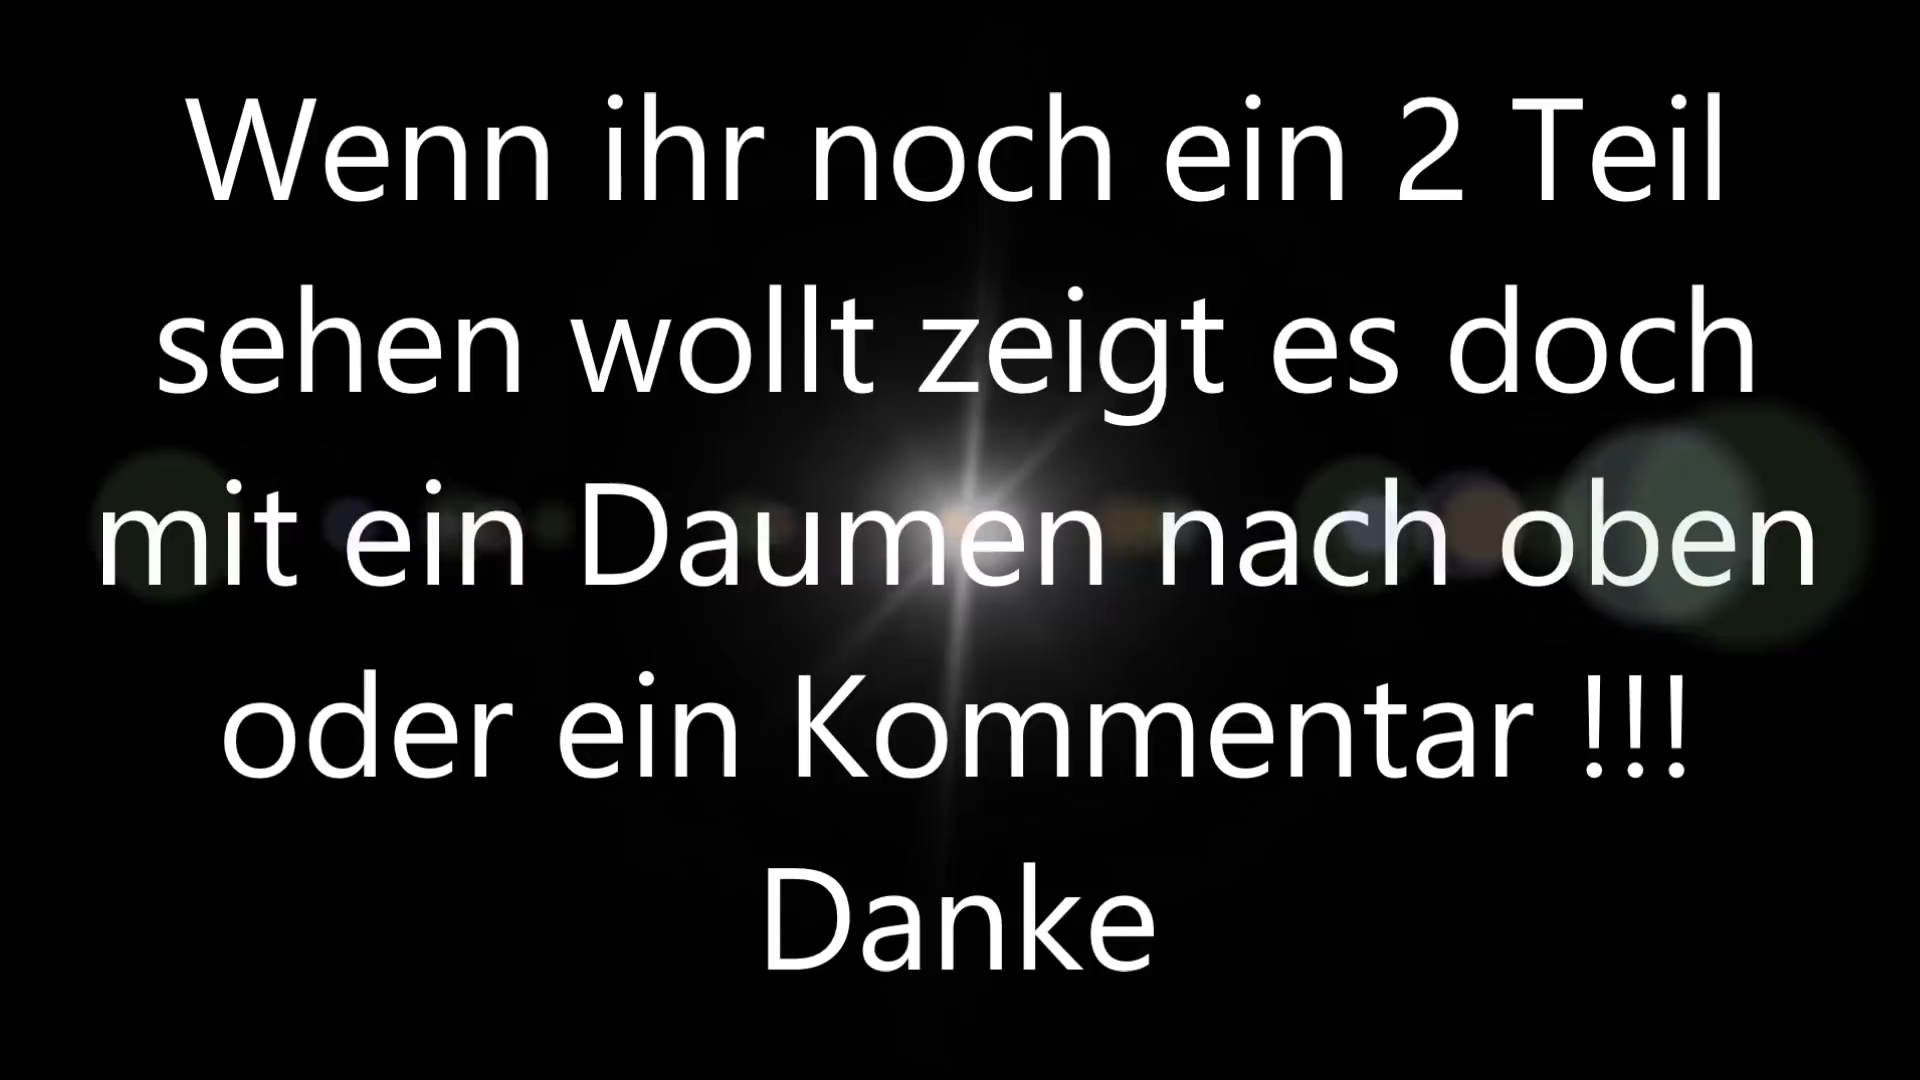 Wenn ihr noch ein 2 Teil
sehen wollt zeigt es doch
mit ein Daumen nach oben
oder ein Kommentar !!!
Danke